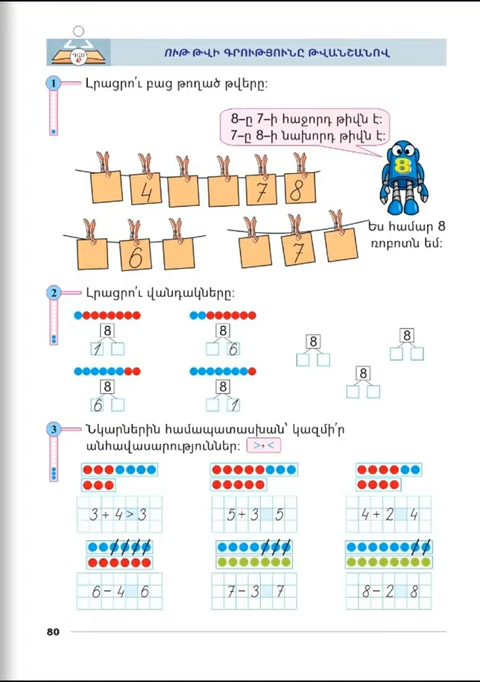 ԴԱՍ
47
ՈՒԹ ԹՎԻ ԳՐՈՒԹՅՈՒՆԸ ԹՎԱՆՇԱՆՈՎ
1 Լրացրո՛ւ բաց թողած թվերը։
8–ը 7–ի հաջորդ թիվն է։
7–ը 8–ի նախորդ թիվն է։
8
4 7 8
Ես համար 8
ռոբոտն եմ։
6 7
2 Լրացրո՛ւ վանդակները։
8 8 8 8
1 6
8 8 8
6 1
3 Նկարներին համապատասխան՝ կազմի՛ր
անհավասարություններ։ >,<
3 + 4 > 3 5 + 3 5 4 + 2 4
6 – 4 6 7 – 3 7 8 – 2 8
80